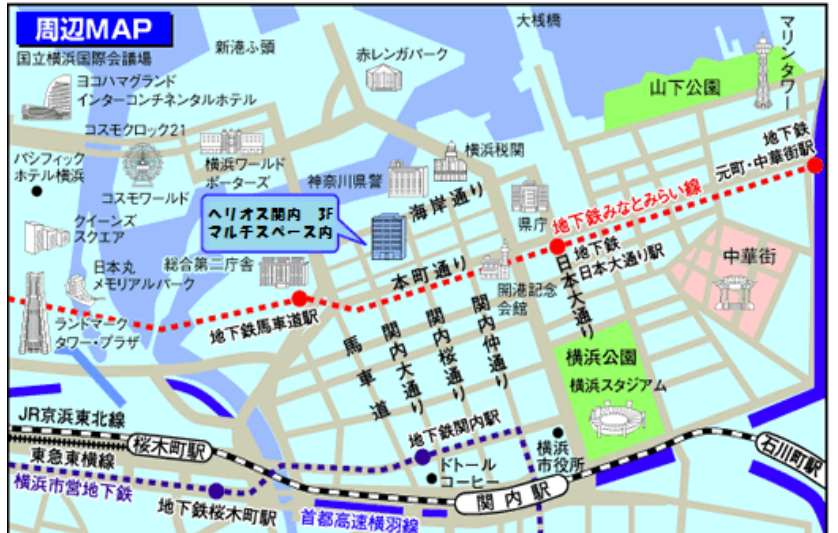 周辺MAP
国立横浜国際会議場
新港ふ頭
大桟橋
マリンタワー
ヨコハマグランド
インターコンチネンタルホテル
赤レンガパーク
山下公園
コスモクロック21
パシフィック
ホテル横浜
横浜ワールド
ポーターズ
横浜税関
神奈川県警
地下鉄
元町・中華街駅
コスモワールド
海岸通り
県庁
地下鉄みなとみらい線
クイーンズ
スクエア
ヘリオス関内 3F
マルチスペース内
日本丸
メモリアルパーク
総合第二庁舎
本町通り
開港記念
会館
地下鉄
日本大通り駅
日本大通り
中華街
ランドマーク
タワー・プラザ
地下鉄馬車道駅
馬車道
関内大通り
関内桜通り
関内仲通り
横浜公園
横浜スタジアム
JR京浜東北線
桜木町駅
地下鉄関内駅
横浜
市役所
石川町駅
東急東横線
ドトール
コーヒー
横浜市営地下鉄
地下鉄桜木町駅
関内駅
首都高速横羽線